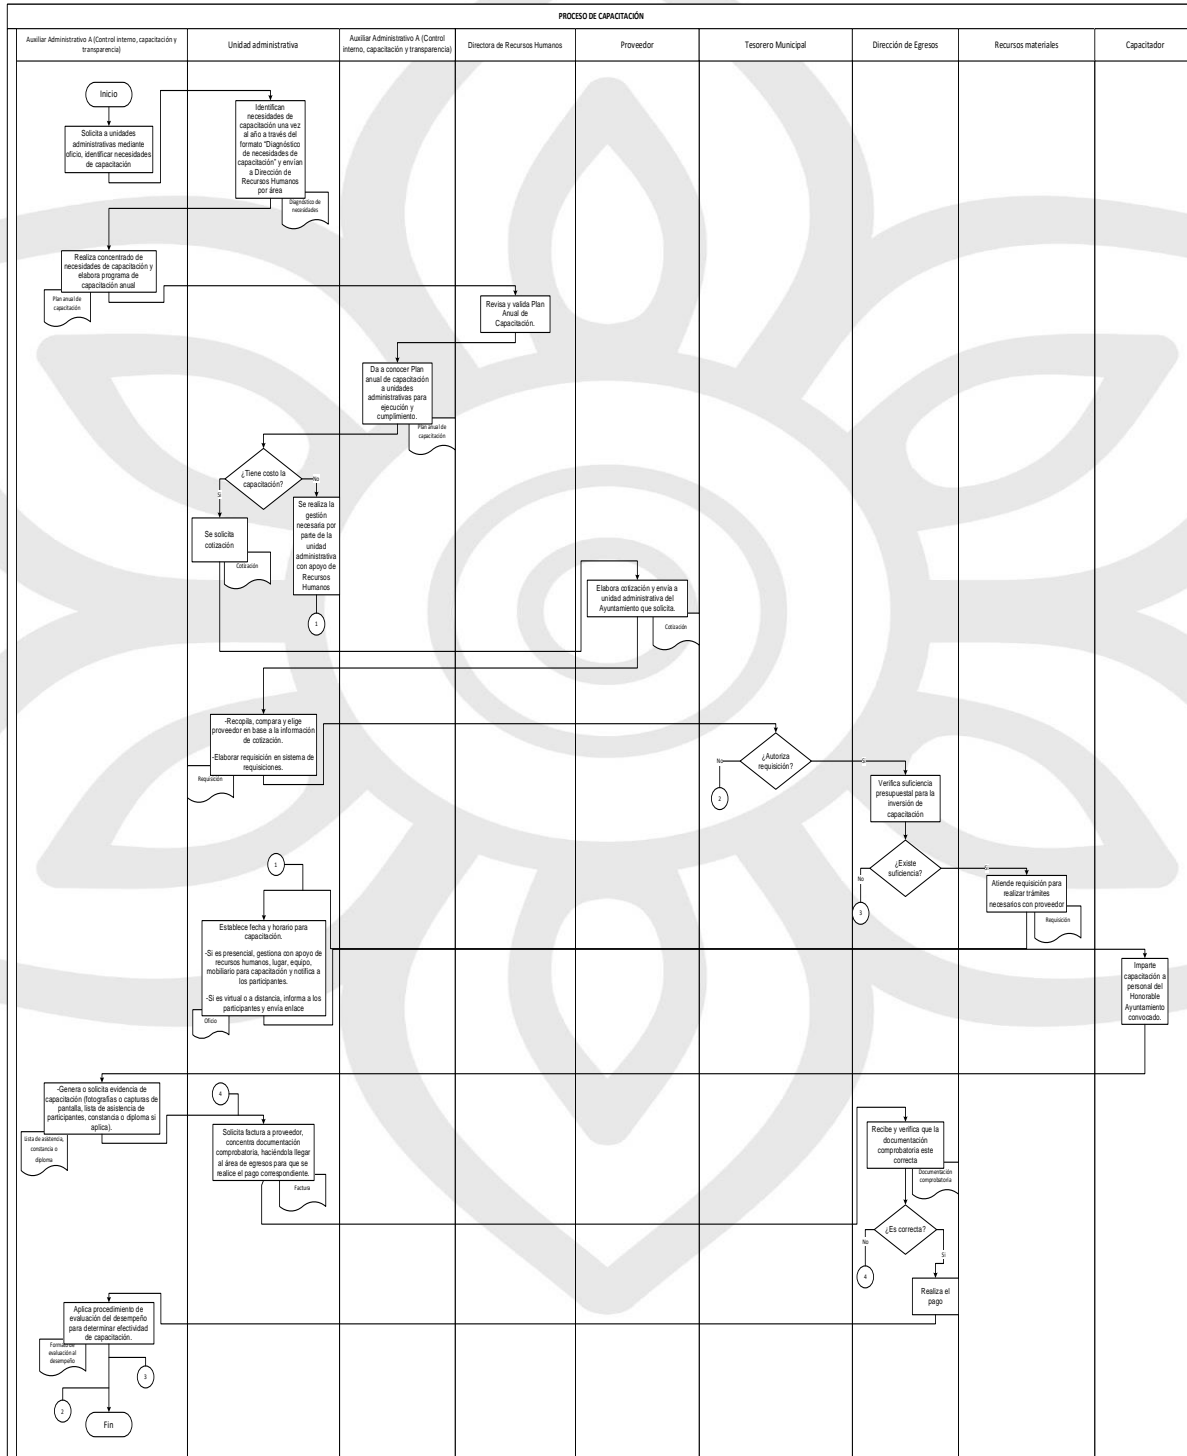 PROCESO DE CAPACITACIÓN
Auxiliar Administrativo A (Control interno, capacitación y
transparencia)
Unidad administrativa
Auxiliar Administrativo A (Control
interno, capacitación y transparencia)
Directora de Recursos Humanos
Proveedor
Tesorero Municipal
Dirección de Egresos
Recursos materiales
Capacitador
Inicio
Solicita a unidades
administrativas mediante
oficio, identificar necesidades
de capacitación
Identifican
necesidades de
capacitación una vez
al año a través del
formato "Diagnóstico
de necesidades de
capacitación" y envían
a Dirección de
Recursos Humanos
por área
Diagnóstico de
necesidades
Realiza concentrado de
necesidades de capacitación y
elabora programa de
capacitación anual
Plan anual de
capacitación
Revisa y valida Plan
Anual de
Capacitación.
Da a conocer Plan
anual de capacitación
a unidades
administrativas para
ejecución y
cumplimiento.
Plan anual de
capacitación
¿Tiene costo la
capacitación?
Si
No
Se solicita
cotización
Cotización
Se realiza la
gestión
necesaria por
parte de la
unidad
administrativa
con apoyo de
Recursos
Humanos
1
Elabora cotización y envía a
unidad administrativa del
Ayuntamiento que solicita.
Cotización
-Recopila, compara y elige
proveedor en base a la información
de cotización.
-Elaborar requisición en sistema de
requisiciones.
Requisición
¿Autoriza
requisición?
No
2
Si
Verifica suficiencia
presupuestal para la
inversión de
capacitación
¿Existe
suficiencia?
No
3
Si
Atiende requisición para
realizar trámites
necesarios con proveedor
Requisición
1
Establece fecha y horario para
capacitación.
-Si es presencial, gestiona con apoyo de
recursos humanos, lugar, equipo,
mobiliario para capacitación y notifica a
los participantes.
-Si es virtual o a distancia, informa a los
participantes y envía enlace
Oficio
Imparte
capacitación a
personal del
Honorable
Ayuntamiento
convocado.
-Genera o solicita evidencia de
capacitación (fotografías o capturas de
pantalla, lista de asistencia de
participantes, constancia o diploma si
aplica).
Lista de asistencia,
constancia o
diploma
4
Solicita factura a proveedor,
concentra documentación
comprobatoria, haciéndola llegar
al área de egresos para que se
realice el pago correspondiente.
Factura
Recibe y verifica que la
documentación
comprobatoria este
correcta
Documentación
comprobatoria
¿Es correcta?
No
4
Si
Realiza el
pago
Aplica procedimiento de
evaluación del desempeño
para determinar efectividad
de capacitación.
Formato de
evaluación al
desempeño
3
2
Fin